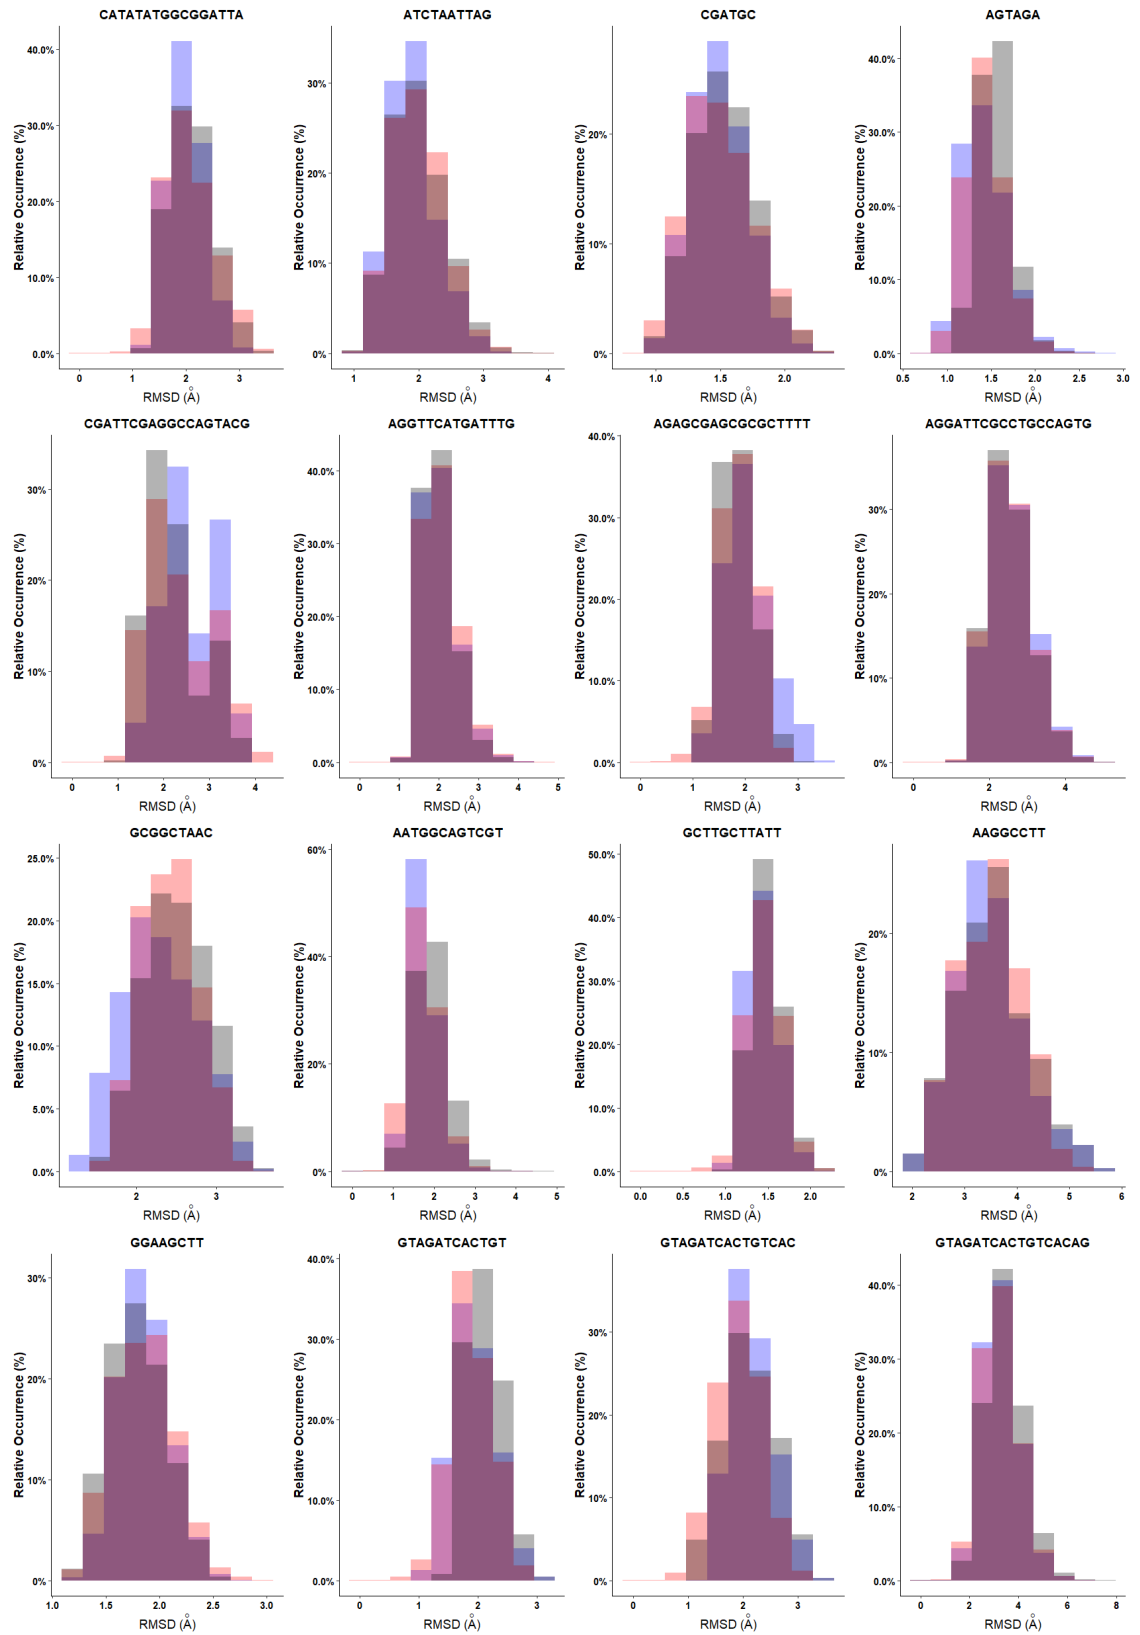 CATATATGGCGGATTA
Relative Occurrence (%)
40.0%
30.0%
20.0%
10.0%
0.0%
0 1 2 3
RMSD (Å)
ATCTAATTAG
Relative Occurrence (%)
30%
20%
10%
0%
1 2 3 4
RMSD (Å)
CGATGC
Relative Occurrence (%)
20%
10%
0%
1.0 1.5 2.0
RMSD (Å)
AGTAGA
Relative Occurrence (%)
40.0%
30.0%
20.0%
10.0%
0.0%
0.5 1.0 1.5 2.0 2.5 3.0
RMSD (Å)
CGATTCGAGGCCAGTACG
Relative Occurrence (%)
30%
20%
10%
0%
0 1 2 3 4
RMSD (Å)
AGGTTCATGATTTG
Relative Occurrence (%)
40.0%
30.0%
20.0%
10.0%
0.0%
0 1 2 3 4 5
RMSD (Å)
AGAGCGAGCGCGCTTTT
Relative Occurrence (%)
40.0%
30.0%
20.0%
10.0%
0.0%
0 1 2 3
RMSD (Å)
AGGATTCGCCTGCCAGTG
Relative Occurrence (%)
30%
20%
10%
0%
0 2 4
RMSD (Å)
GCGGCTAAC
Relative Occurrence (%)
25.0%
20.0%
15.0%
10.0%
5.0%
0.0%
2 3
RMSD (Å)
AATGGCAGTCGT
Relative Occurrence (%)
60%
40%
20%
0%
0 1 2 3 4 5
RMSD (Å)
GCTTGCTTATT
Relative Occurrence (%)
50.0%
40.0%
30.0%
20.0%
10.0%
0.0%
0.0 0.5 1.0 1.5 2.0
RMSD (Å)
AAGGCCTT
Relative Occurrence (%)
20%
10%
0%
2 3 4 5 6
RMSD (Å)
GGAAGCTT
Relative Occurrence (%)
30%
20%
10%
0%
1.0 1.5 2.0 2.5 3.0
RMSD (Å)
GTAGATCACTGT
Relative Occurrence (%)
40.0%
30.0%
20.0%
10.0%
0.0%
0 1 2 3
RMSD (Å)
GTAGATCACTGTCAC
Relative Occurrence (%)
30%
20%
10%
0%
0 1 2 3
RMSD (Å)
GTAGATCACTGTCACAG
Relative Occurrence (%)
40.0%
30.0%
20.0%
10.0%
0.0%
0 2 4 6 8
RMSD (Å)